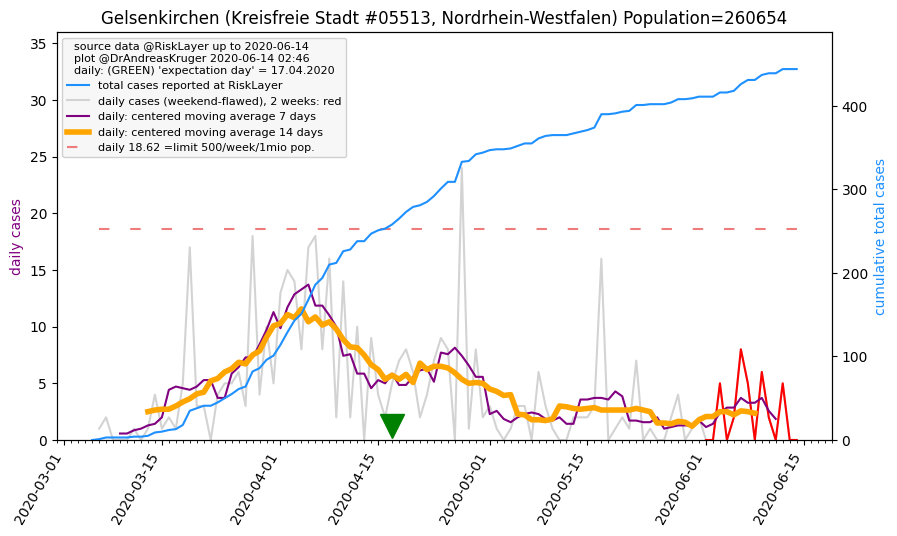 Gelsenkirchen (Kreisfreie Stadt #05513, Nordrhein-Westfalen) Population=260654
source data @RiskLayer up to 2020-06-14
plot @DrAndreasKruger 2020-06-14 02:46
daily: (GREEN) 'expectation day' = 17.04.2020
total cases reported at RiskLayer
daily cases (weekend-flawed), 2 weeks: red
daily: centered moving average 7 days
daily: centered moving average 14 days
daily 18.62 =limit 500/week/1mio pop.
daily cases
35
30
25
20
15
10
5
0
cumulative total cases
400
300
200
100
0
2020-03-01
2020-03-15
2020-04-01
2020-04-15
2020-05-01
2020-05-15
2020-06-01
2020-06-15